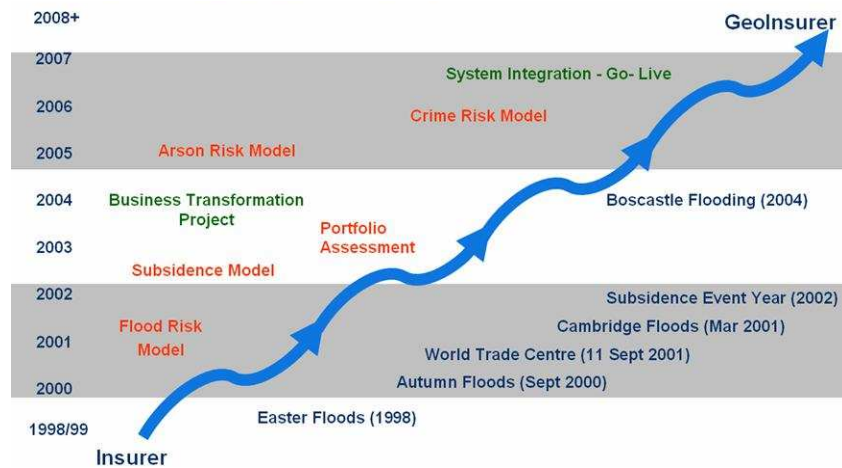 2008+
GeoInsurer
2007
System Integration - Go- Live
2006
Crime Risk Model
2005
Arson Risk Model
2004
Business Transformation
Project
Boscastle Flooding (2004)
Portfolio
Assessment
2003
Subsidence Model
2002
Subsidence Event Year (2002)
Flood Risk
Model
Cambridge Floods (Mar 2001)
2001
World Trade Centre (11 Sept 2001)
2000
Autumn Floods (Sept 2000)
Easter Floods (1998)
1998/99
Insurer